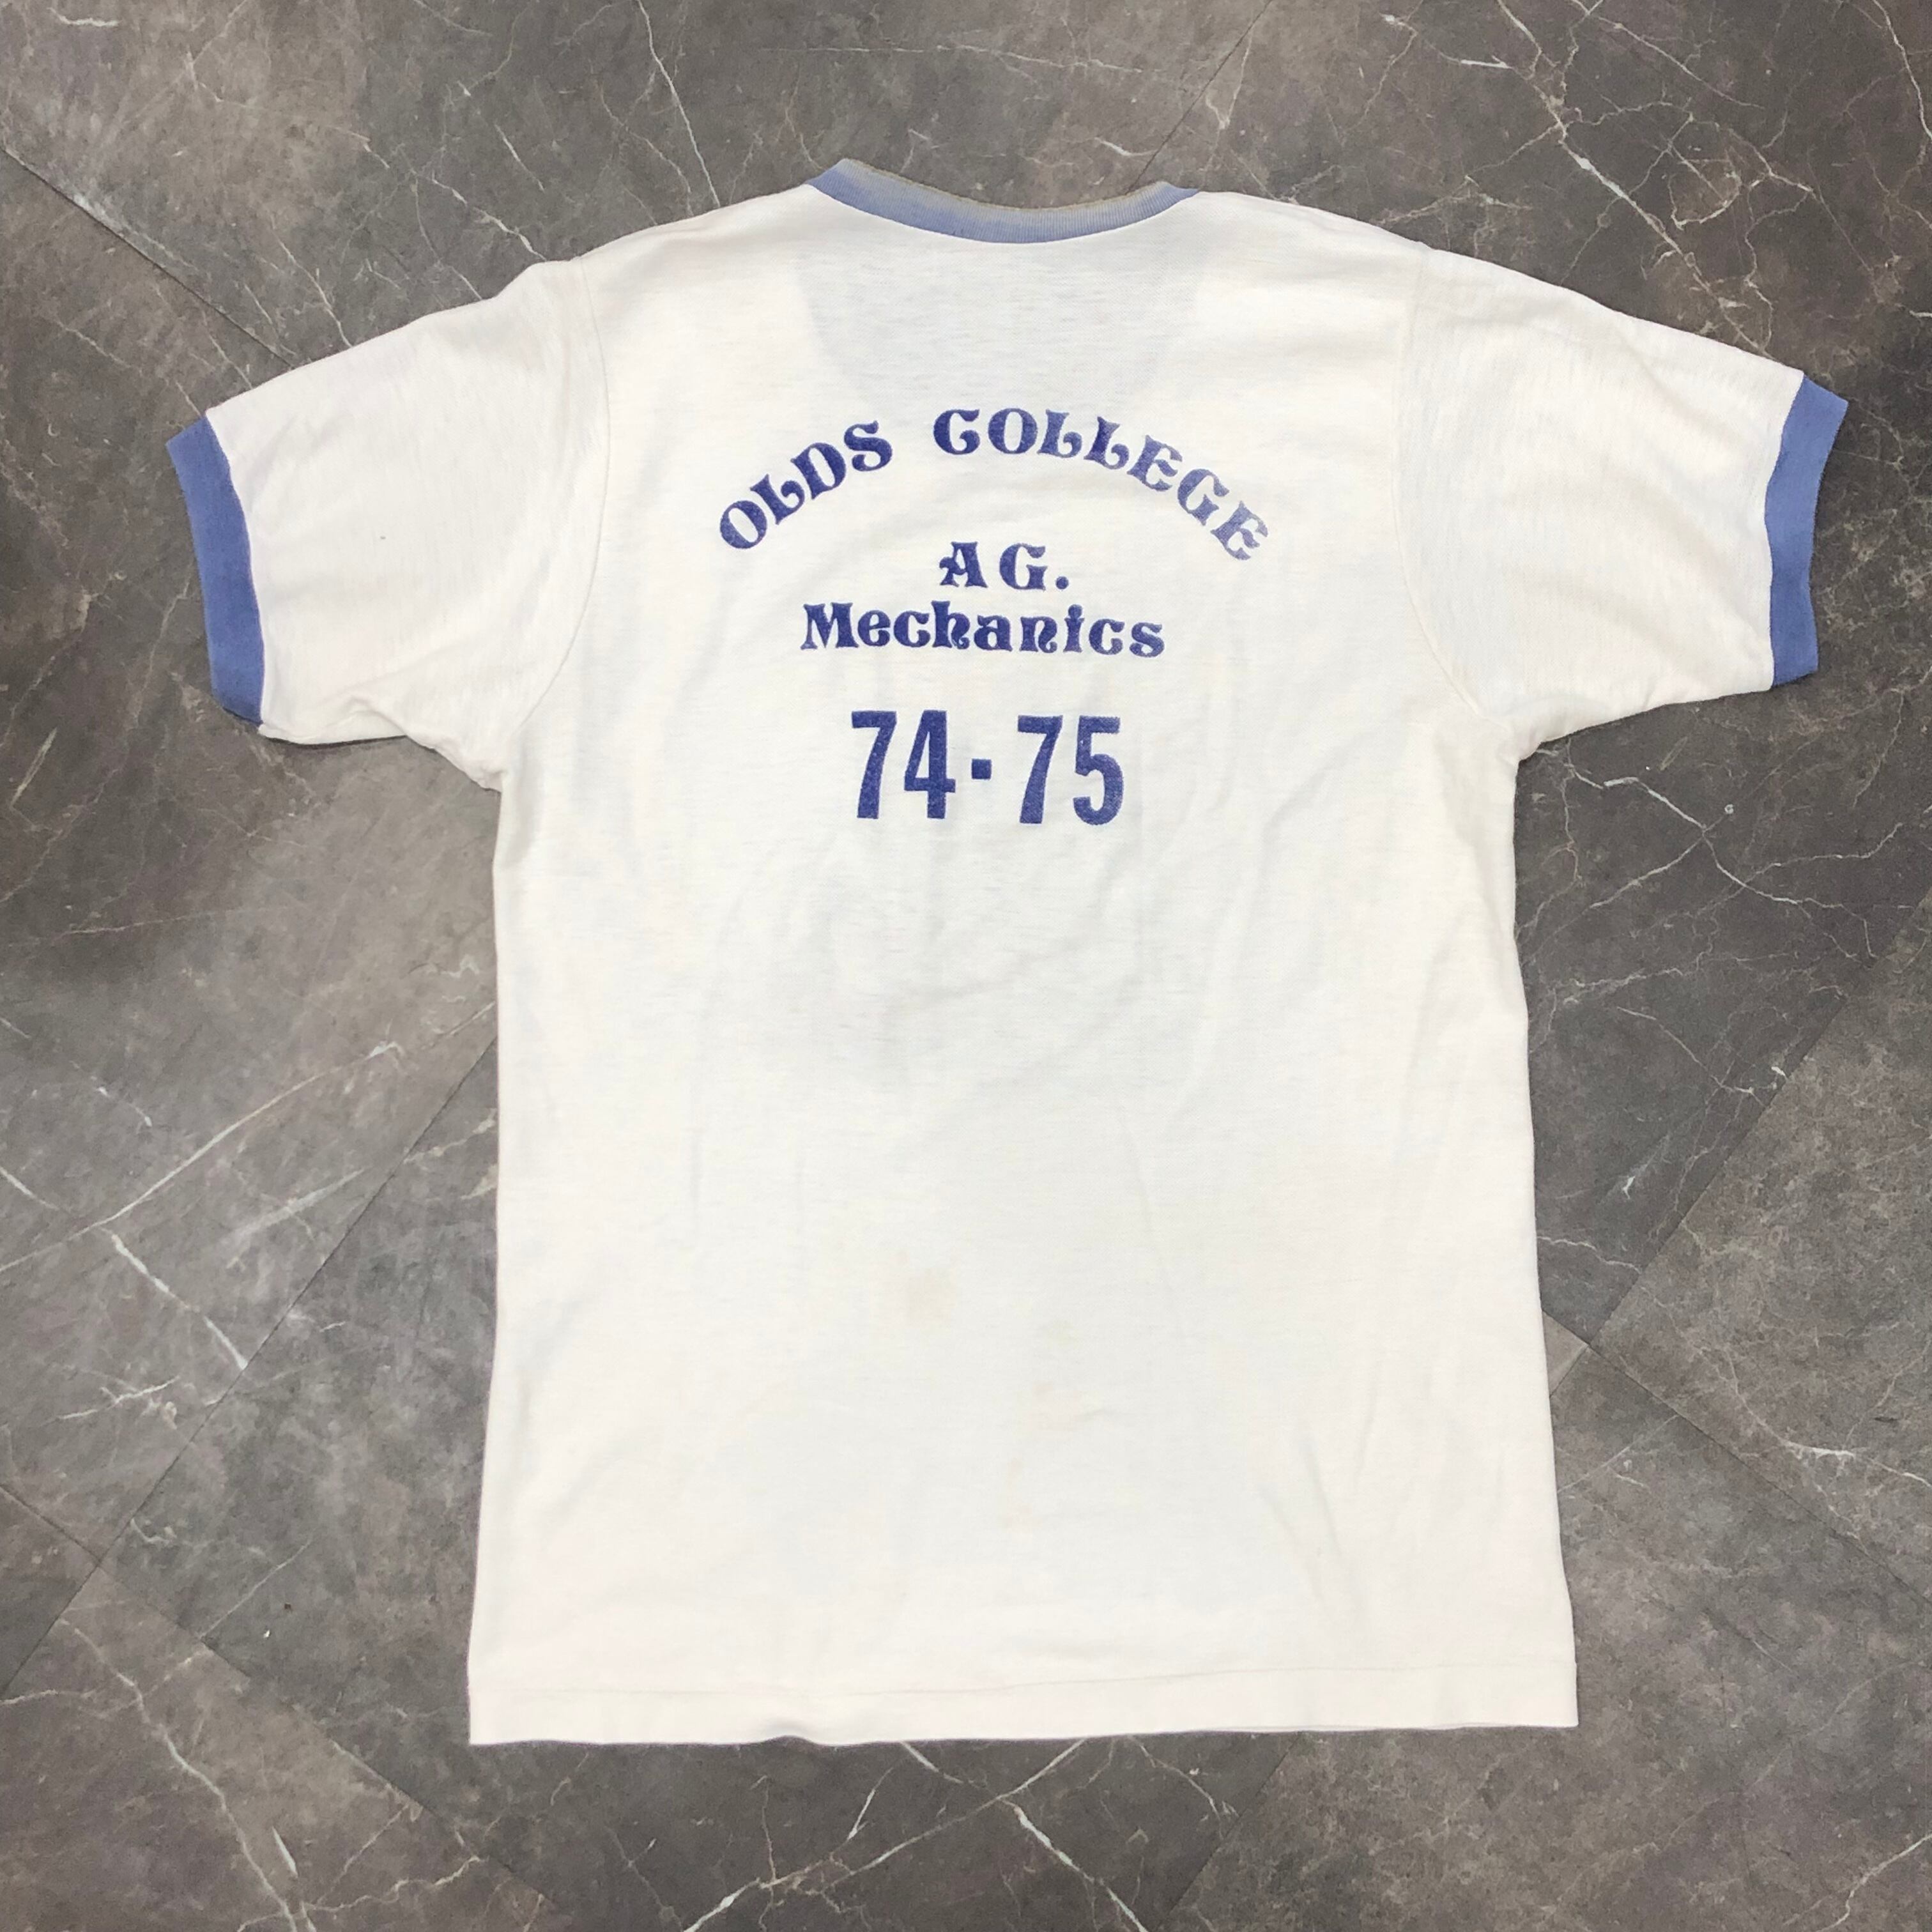 OLDS COLLEGE
AG.
Mechanics
74-75